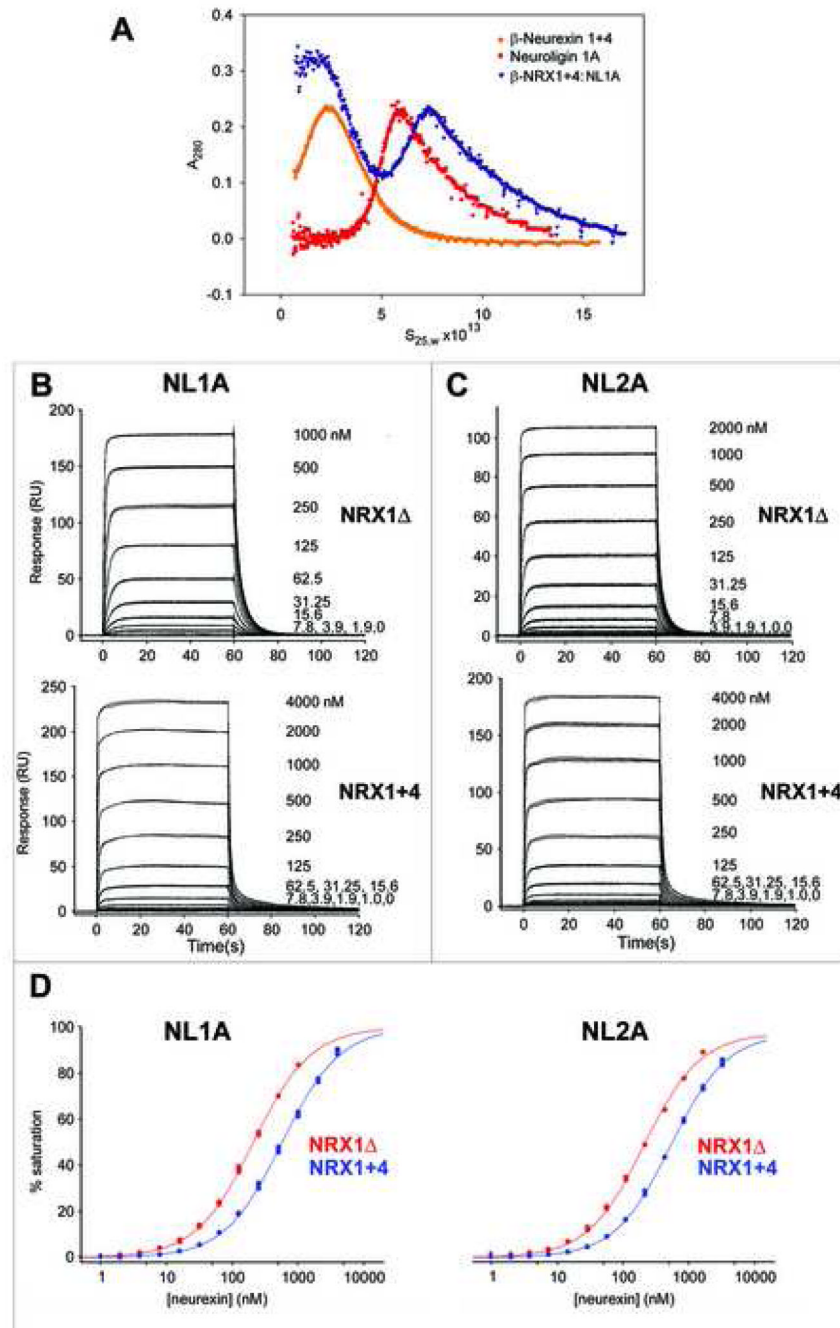 A
β-Neurexin 1+4
Neuroligin 1A
β-NRX1+4:NL1A
0.4
0.3
0.2
0.1
0.0
-0.1
A280
0 5 10 15
S25,w x10^13
B NL1A
200
150
100
50
0
Response (RU)
1000 nM
500
NRX1Δ
250
125
62.5
31.25
15.6
7.8, 3.9, 1.9,0
0 20 40 60 80 100 120
250
200
150
100
50
0
Response (RU)
4000 nM
2000
1000
NRX1+4
500
250
125
62.5, 31.25, 15.6
7.8,3.9,1.9,1.0,0
0 20 40 60 80 100 120
Time(s)
C NL2A
100
80
60
40
20
0
2000 nM
1000
500
NRX1Δ
250
125
31.25
15.6
7.8
3.9,1.9,1.0,0
0 20 40 60 80 100 120
200
150
100
50
0
4000 nM
2000
1000
NRX1+4
500
250
125
62.5,31.25, 15.6
7.8,3.9,1.9,1.0,0
0 20 40 60 80 100 120
Time(s)
D
NL1A
100
80
60
40
20
0
% saturation
NRX1Δ
NRX1+4
1 10 100 1000 10000
[neurexin] (nM)
NL2A
NRX1Δ
NRX1+4
1 10 100 1000 10000
[neurexin] (nM)